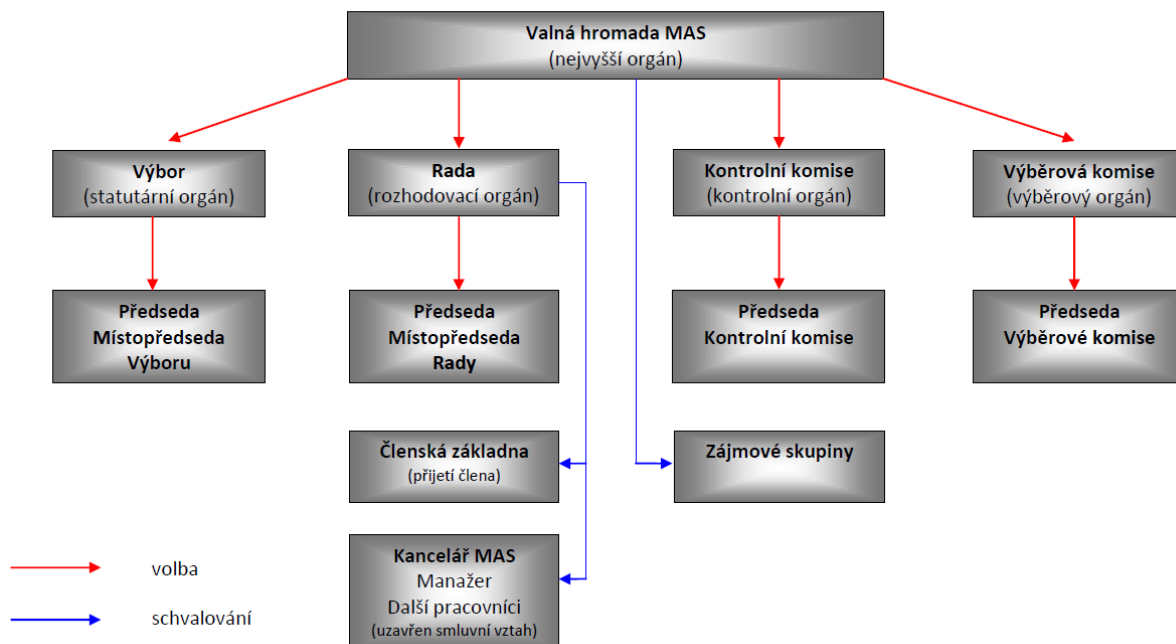 Valná hromada MAS
(nejvyšší orgán)
Výbor
(statutární orgán)
Rada
(rozhodovací orgán)
Kontrolní komise
(kontrolní orgán)
Výběrová komise
(výběrový orgán)
Předseda
Místopředseda
Výboru
Předseda
Místopředseda
Rady
Předseda
Kontrolní komise
Předseda
Výběrové komise
Členská základna
(přijetí člena)
Zájmové skupiny
Kancelář MAS
Manažer
Další pracovníci
(uzavřen smluvní vztah)
volba
schvalování